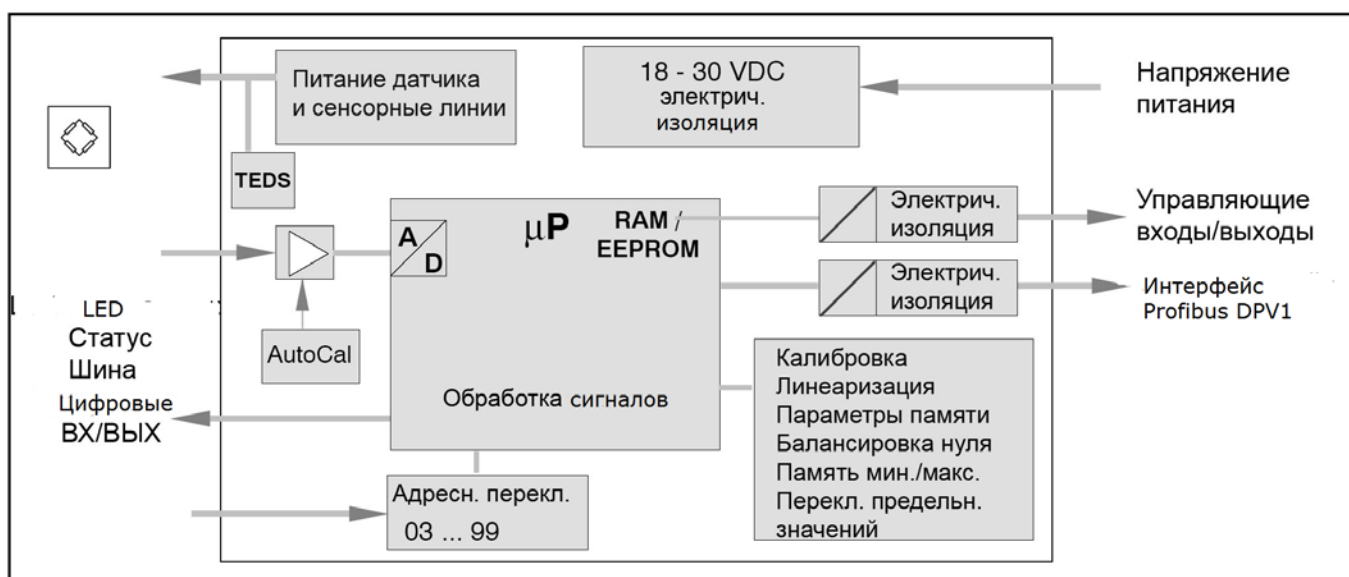 Питание датчика
и сенсорные линии
18 - 30 VDC
электрич.
изоляция
Напряжение
питания
TEDS
A
D
µP
RAM /
EEPROM
Электрич.
изоляция
Управляющие
входы/выходы
Электрич.
изоляция
Интерфейс
Profibus DPV1
LED
Статус
Шина
Цифровые
ВХ/ВЫХ
AutoCal
Обработка сигналов
Калибровка
Линеаризация
Параметры памяти
Балансировка нуля
Память мин./макс.
Перекл. предельн.
значений
Адресн. перекл.
03 ... 99